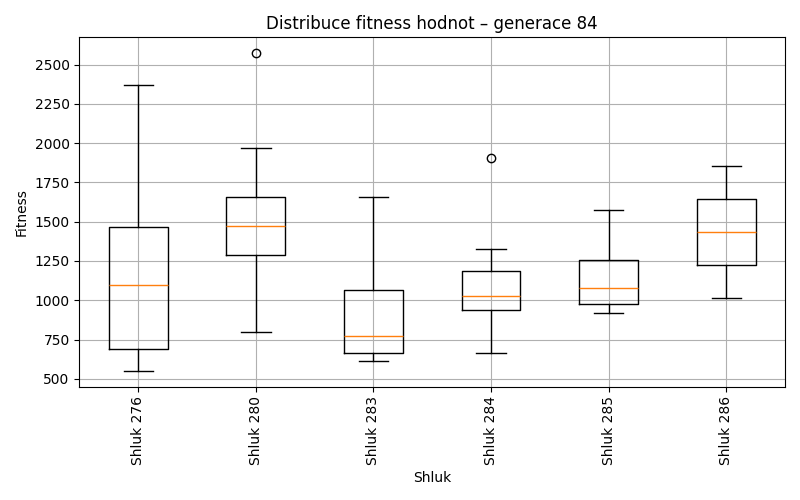 Distribuce fitness hodnot – generace 84
Fitness
2500
2250
2000
1750
1500
1250
1000
750
500
Shluk 276
Shluk 280
Shluk 283
Shluk 284
Shluk 285
Shluk 286
Shluk